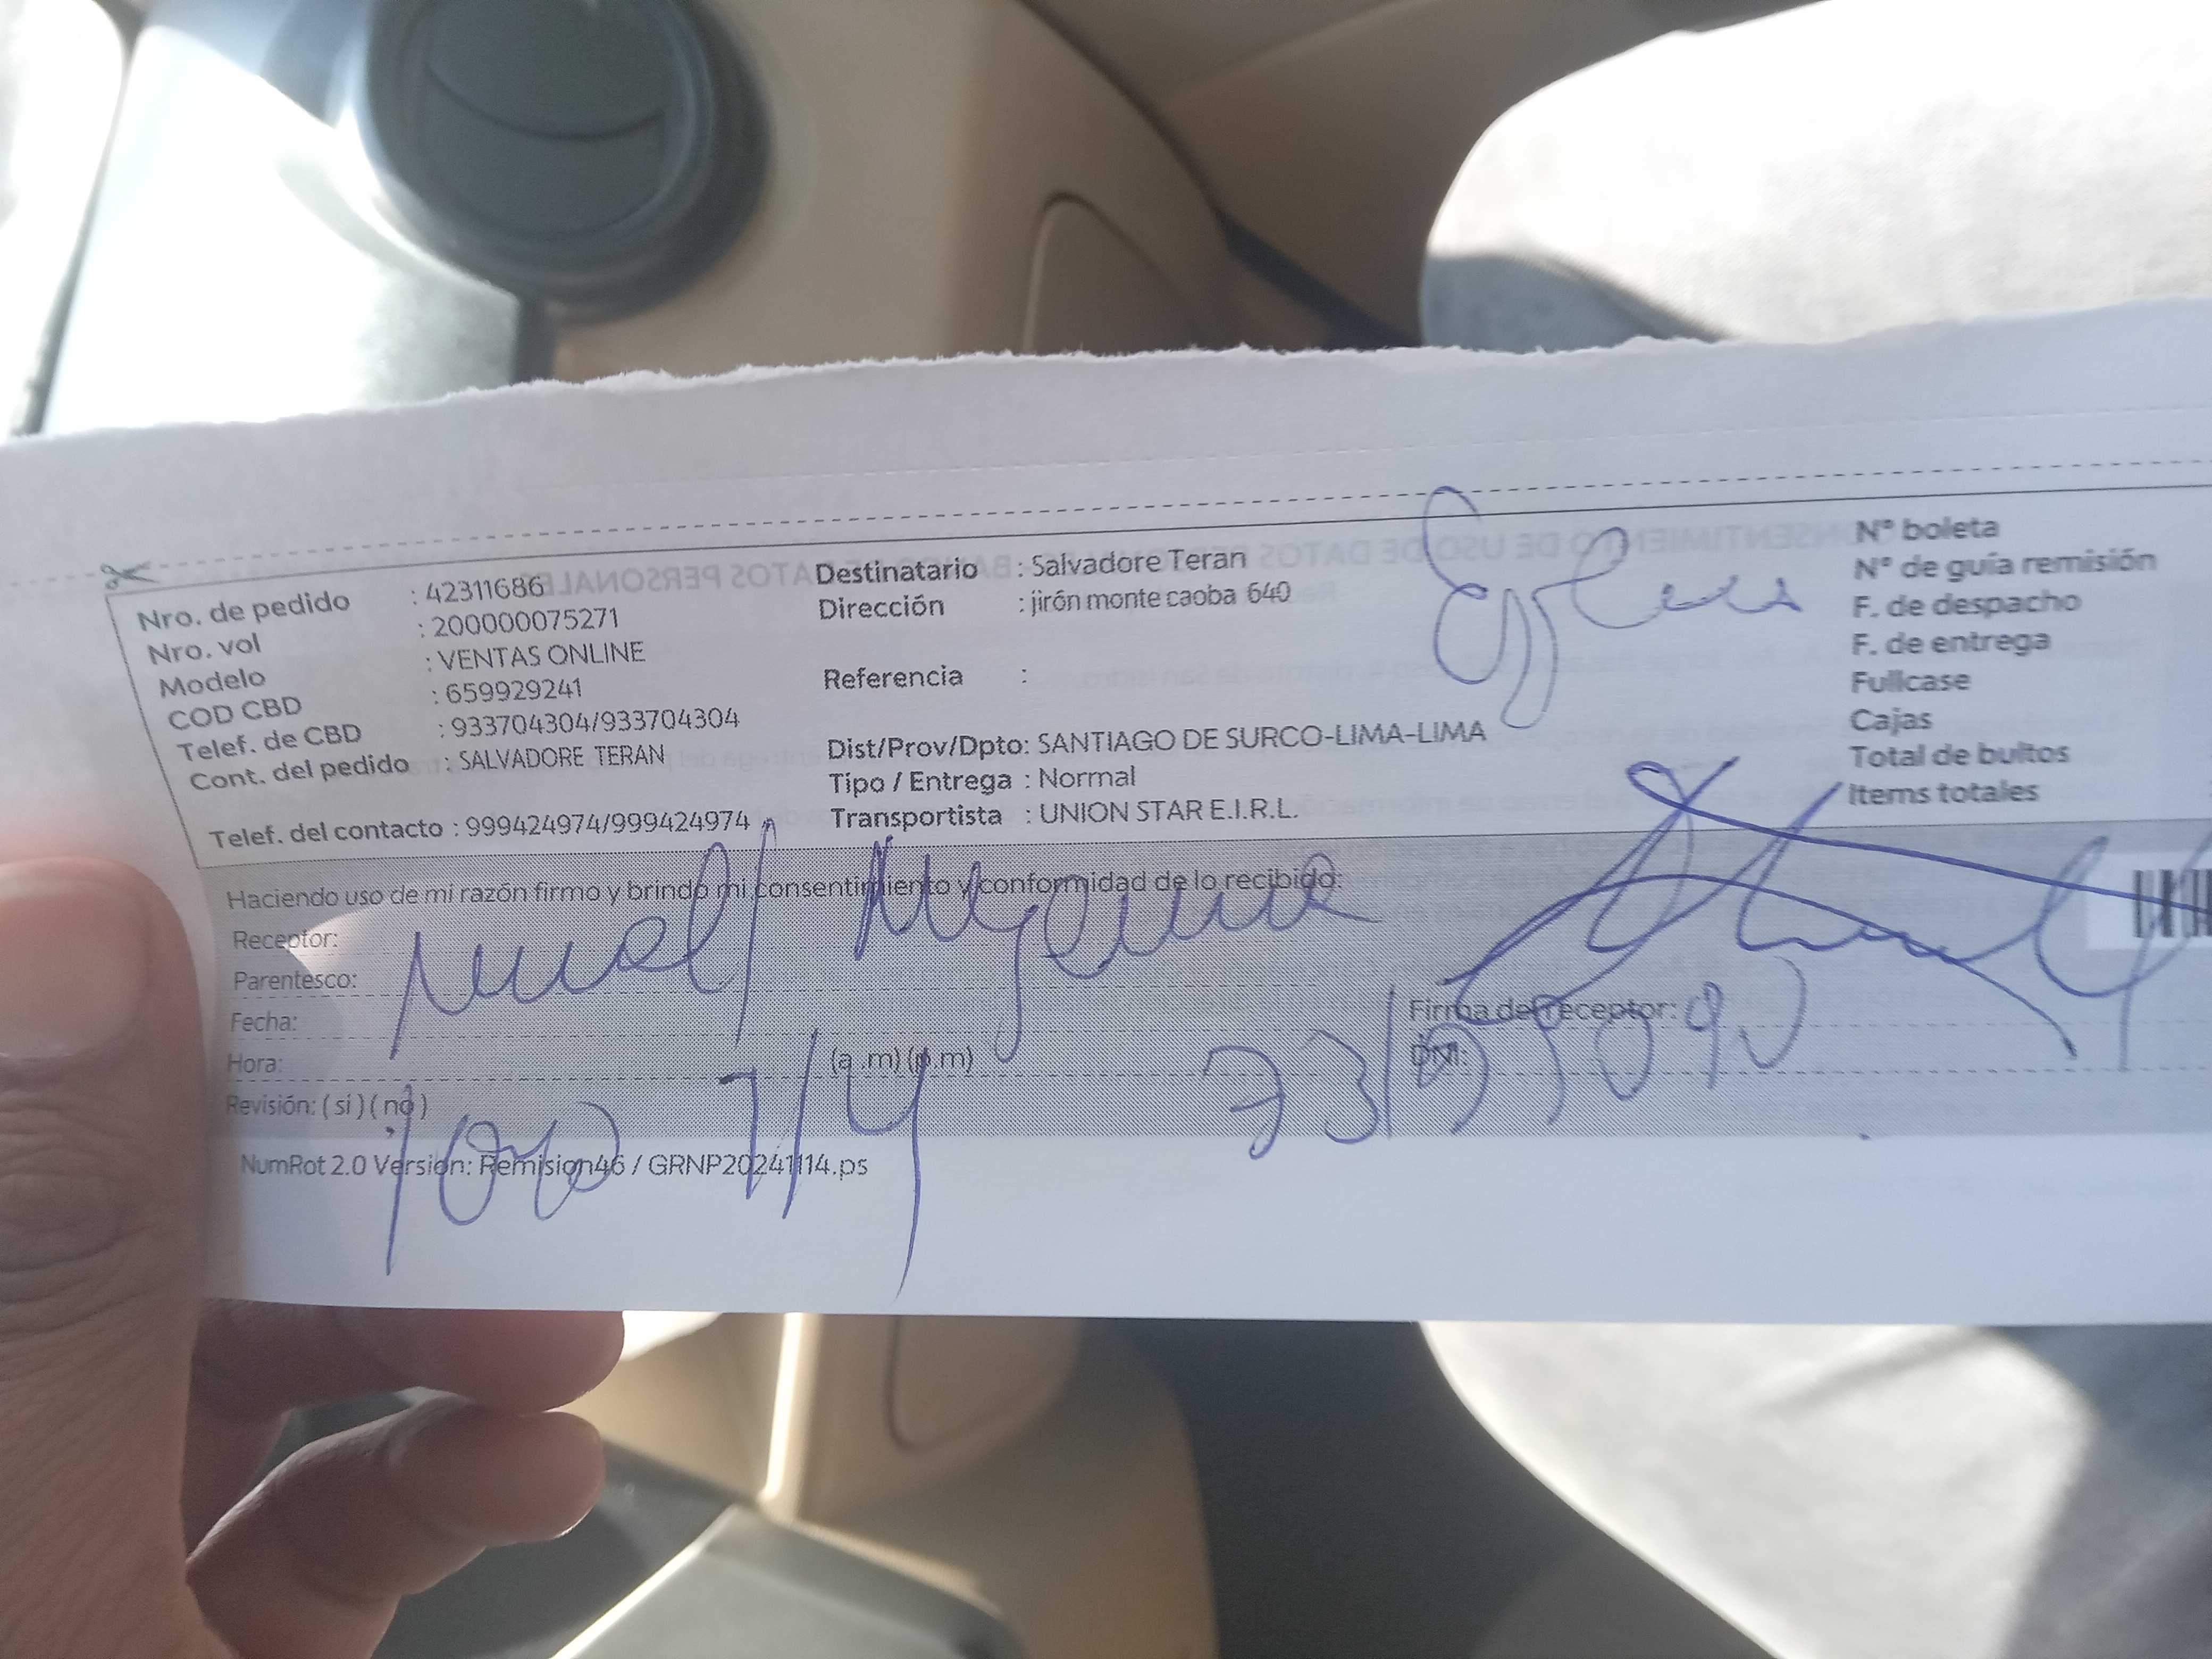 Nro. de pedido : 42311686
Nro. vol : 200000075271
Modelo : VENTAS ONLINE
COD CBD : 659929241
Telef. de CBD : 933704304/933704304
Cont. del pedido : SALVADORE TERAN
Telef. del contacto : 999424974/999424974
Destinatario : Salvadore Teran
Dirección : jirón monte caoba 640
Referencia :
Dist/Prov/Dpto: SANTIAGO DE SURCO-LIMA-LIMA
Tipo / Entrega : Normal
Transportista : UNION STAR E.I.R.L.
N° boleta
N° de guía remisión
F. de despacho
F. de entrega
Fullcase
Cajas
Total de bultos
Items totales
Haciendo uso de mi razón firmo y brindo mi consentimiento y conformidad de lo recibido:
Receptor:
Parentesco:
Fecha:
Hora: (a.m) (p.m)
Revisión: ( si ) ( no )
Firma del receptor:
DNI:
NumRot 2.0 Version: Remision46 / GRNP20241114.ps